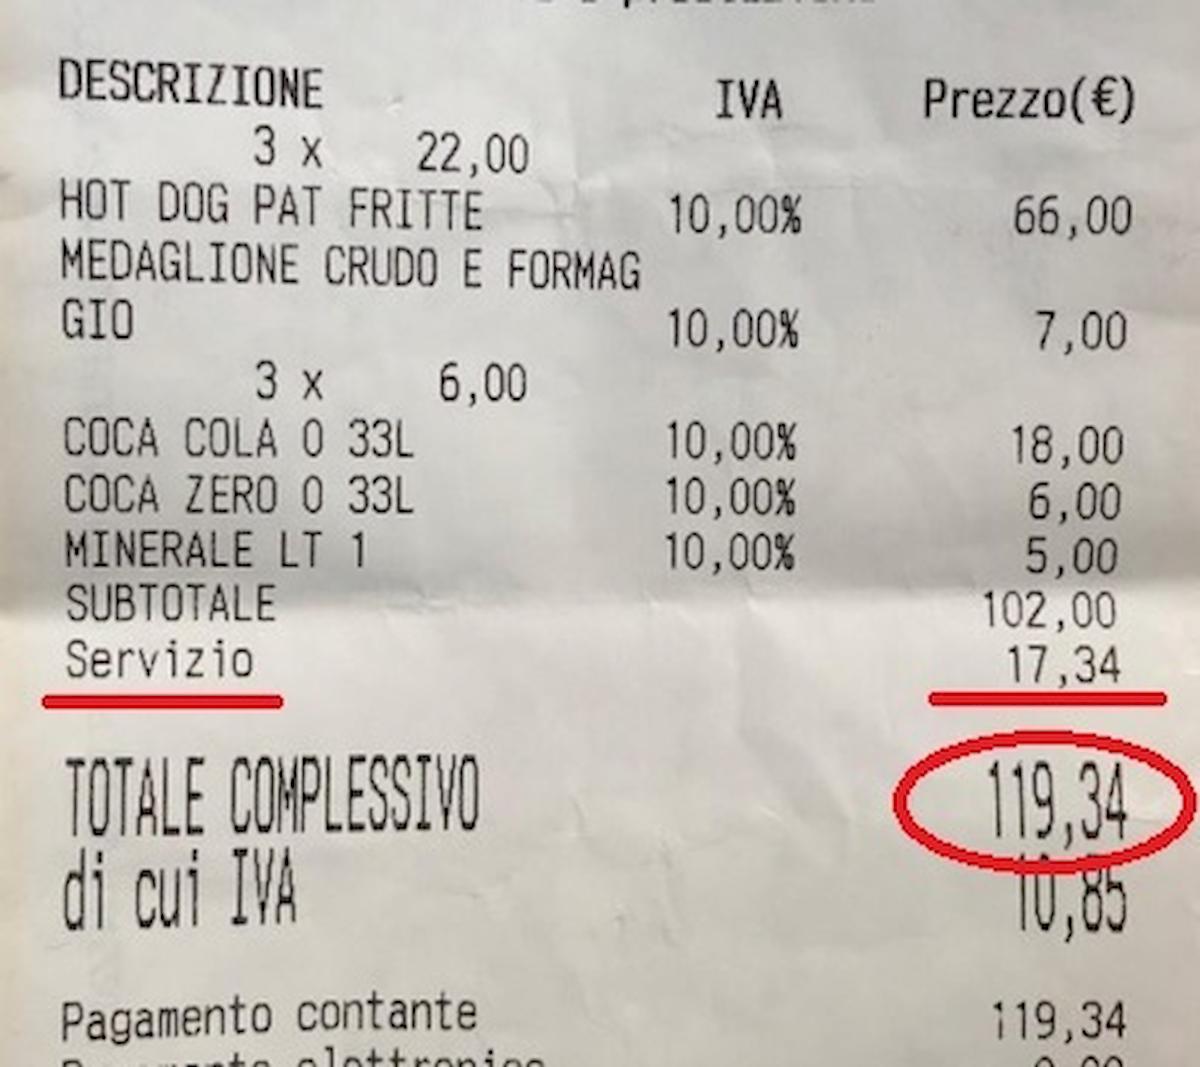 DESCRIZIONE IVA Prezzo(€)
3 x 22,00
HOT DOG PAT FRITTE 10,00% 66,00
MEDAGLIONE CRUDO E FORMAG
GIO 10,00% 7,00
3 x 6,00
COCA COLA 0 33L 10,00% 18,00
COCA ZERO 0 33L 10,00% 6,00
MINERALE LT 1 10,00% 5,00
SUBTOTALE 102,00
Servizio 17,34
TOTALE COMPLESSIVO 119,34
di cui IVA 10,85
Pagamento contante 119,34